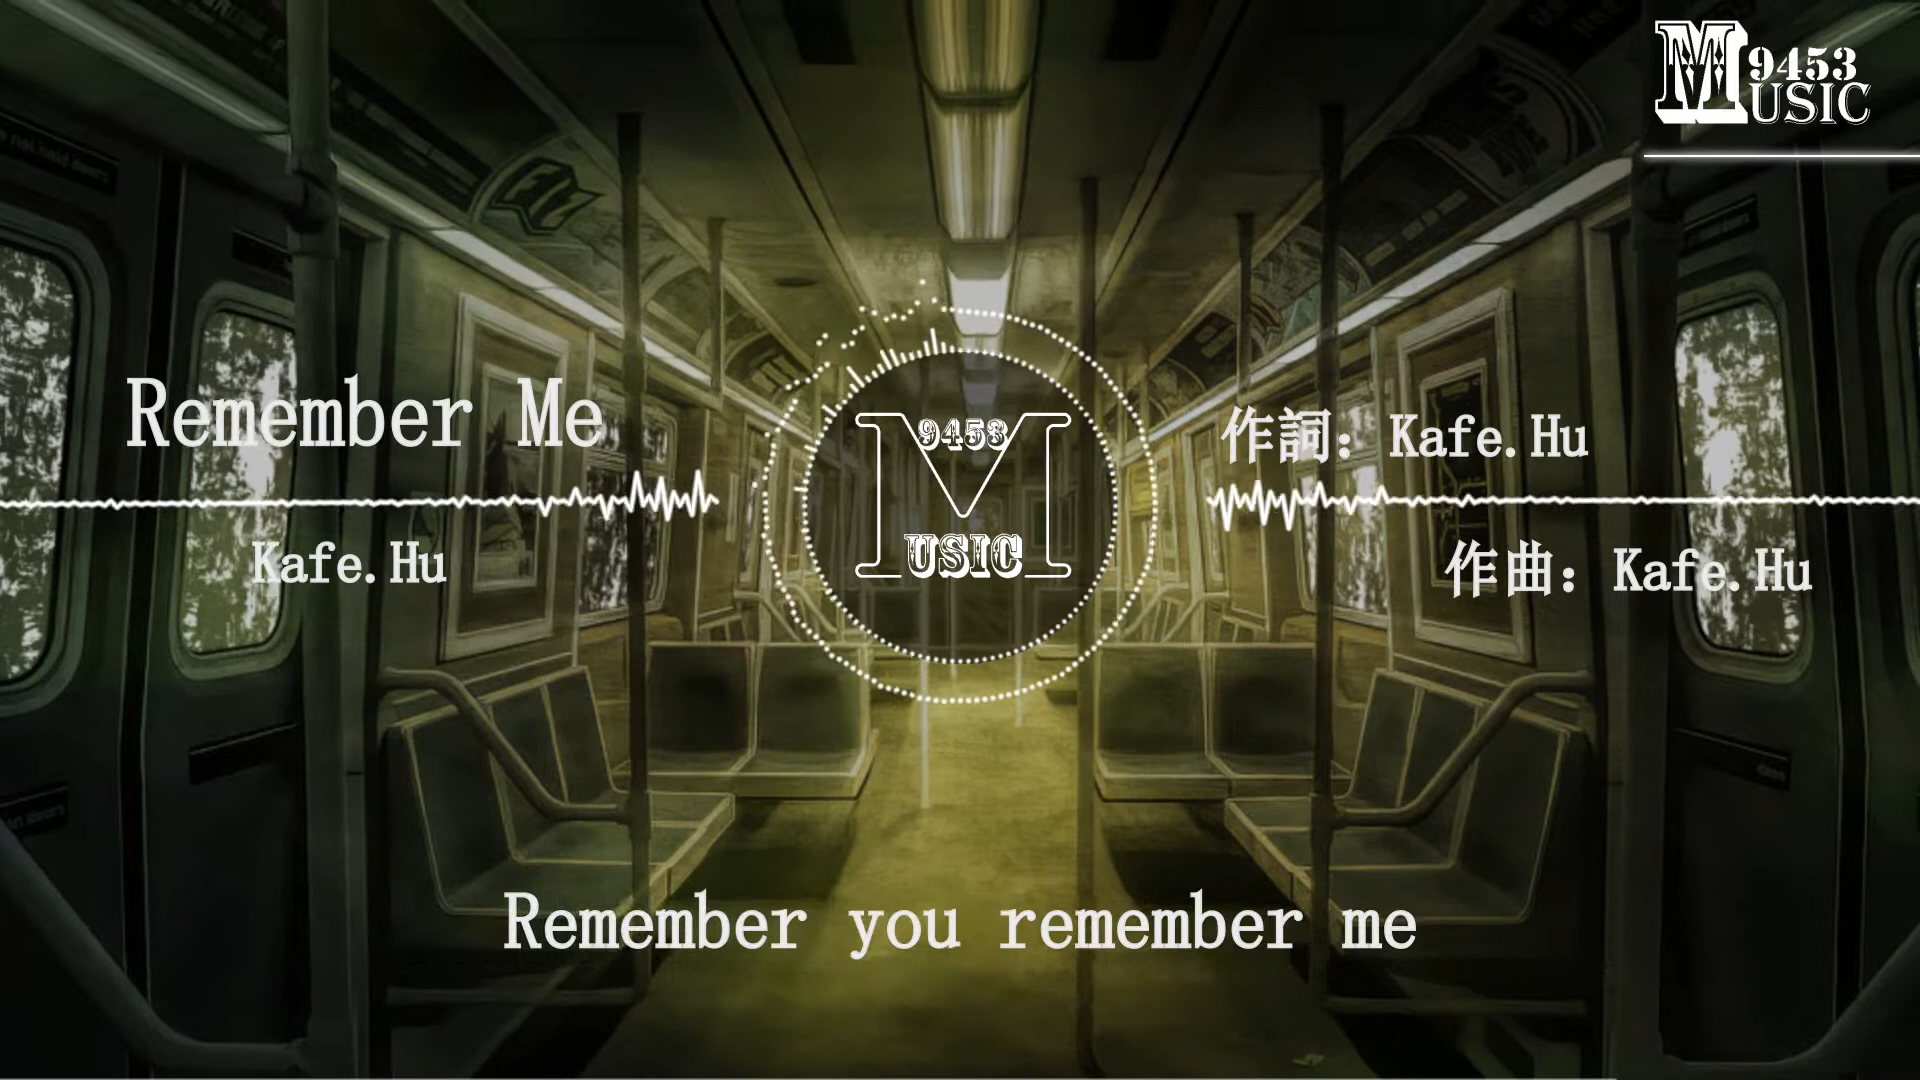 9453
MUSIC
Remember Me
Kafe.Hu
9453
MUSIC
作詞：Kafe.Hu
作曲：Kafe.Hu
Remember you remember me